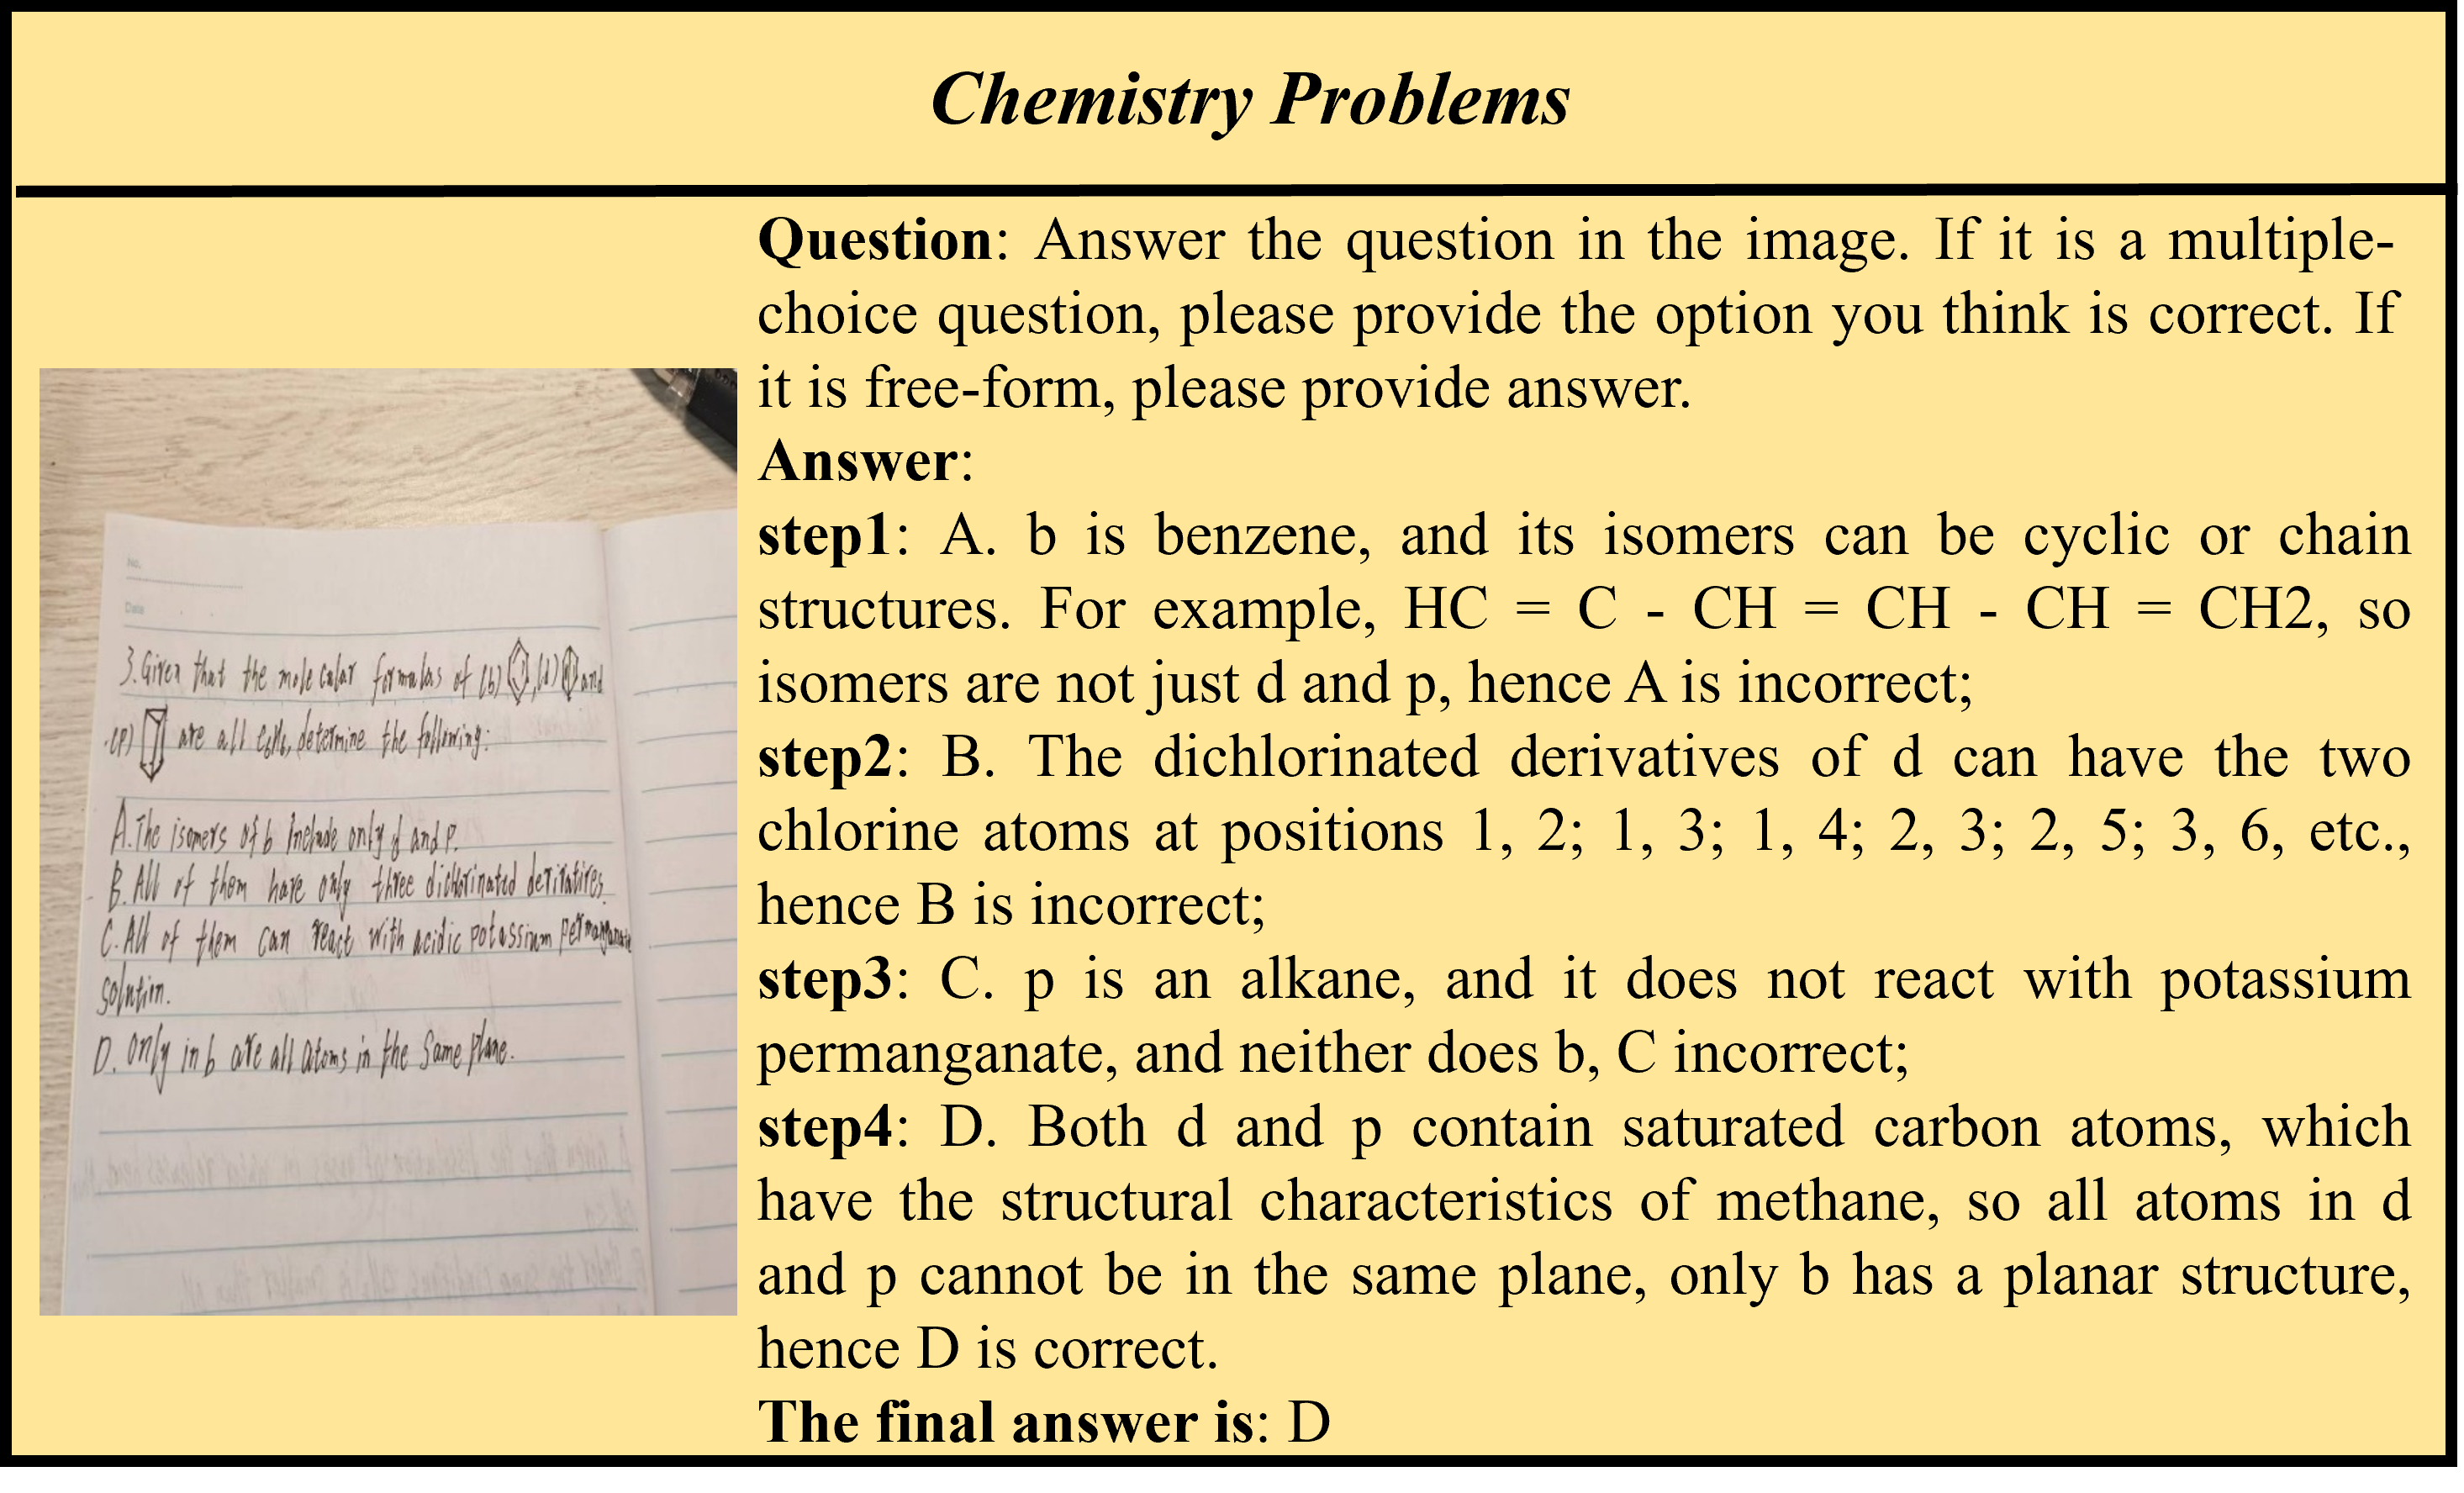 Chemistry Problems
No.
Date
3. Given that the molecular formulas of (b) , (d) and
(p) are all C6H6, determine the following:
A. The isomers of b include only d and p.
B. All of them have only three dichlorinated derivatives.
C. All of them can react with acidic potassium permanganate
solution.
D. Only in b are all atoms in the same plane.
Question: Answer the question in the image. If it is a multiple-
choice question, please provide the option you think is correct. If
it is free-form, please provide answer.
Answer:
step1: A. b is benzene, and its isomers can be cyclic or chain
structures. For example, HC = C - CH = CH - CH = CH2, so
isomers are not just d and p, hence A is incorrect;
step2: B. The dichlorinated derivatives of d can have the two
chlorine atoms at positions 1, 2; 1, 3; 1, 4; 2, 3; 2, 5; 3, 6, etc.,
hence B is incorrect;
step3: C. p is an alkane, and it does not react with potassium
permanganate, and neither does b, C incorrect;
step4: D. Both d and p contain saturated carbon atoms, which
have the structural characteristics of methane, so all atoms in d
and p cannot be in the same plane, only b has a planar structure,
hence D is correct.
The final answer is: D